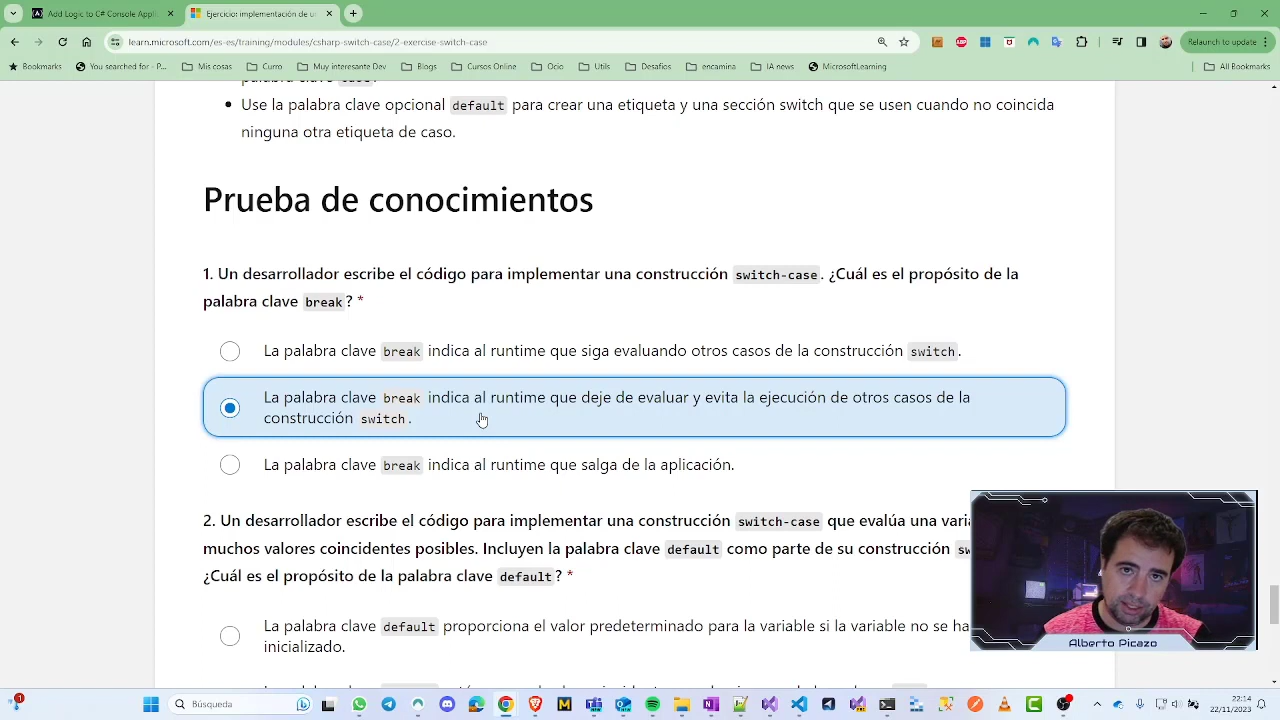 Add Logic to C# Console Appl
Ejercicio: implementación de un
learn.microsoft.com/es-es/training/modules/csharp-switch-case/2-exercise-switch-case
Relaunch to update
Bookmarks
You searched for - P...
Mis cosas
Curro
Muy interesante Dev
Blogs
Cursos Online
Ocio
Utils
Desafios
encamina
IA news
MicrosoftLearning
All Bookmarks
palabra clave case.
• Use la palabra clave opcional default para crear una etiqueta y una sección switch que se usen cuando no coincida
ninguna otra etiqueta de caso.
Prueba de conocimientos
1. Un desarrollador escribe el código para implementar una construcción switch-case. ¿Cuál es el propósito de la
palabra clave break? *
La palabra clave break indica al runtime que siga evaluando otros casos de la construcción switch.
La palabra clave break indica al runtime que deje de evaluar y evita la ejecución de otros casos de la
construcción switch.
La palabra clave break indica al runtime que salga de la aplicación.
2. Un desarrollador escribe el código para implementar una construcción switch-case que evalúa una varia
muchos valores coincidentes posibles. Incluyen la palabra clave default como parte de su construcción sw
¿Cuál es el propósito de la palabra clave default? *
La palabra clave default proporciona el valor predeterminado para la variable si la variable no se ha
inicializado.
Alberto Picazo
Búsqueda
22:14
22/11/2023